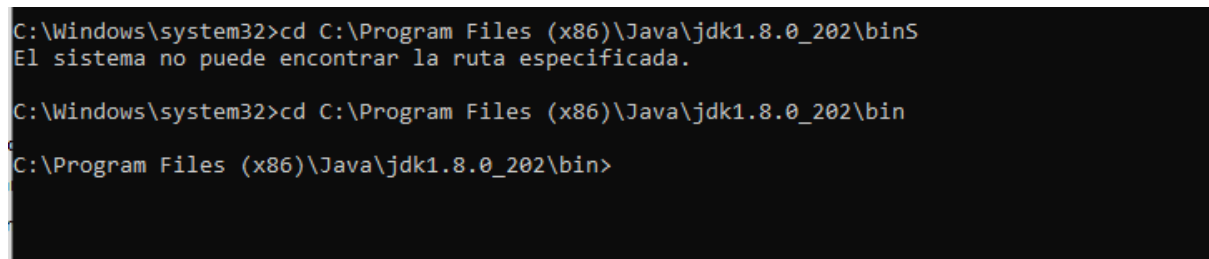 C:\Windows\system32>cd C:\Program Files (x86)\Java\jdk1.8.0_202\binS
El sistema no puede encontrar la ruta especificada.
C:\Windows\system32>cd C:\Program Files (x86)\Java\jdk1.8.0_202\bin
C:\Program Files (x86)\Java\jdk1.8.0_202\bin>